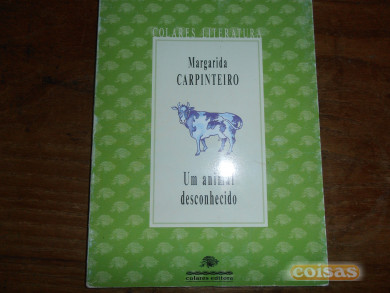 COLARES LITERATURA
Margarida
CARPINTEIRO
Um animal
desconhecido
colares editora
coisas